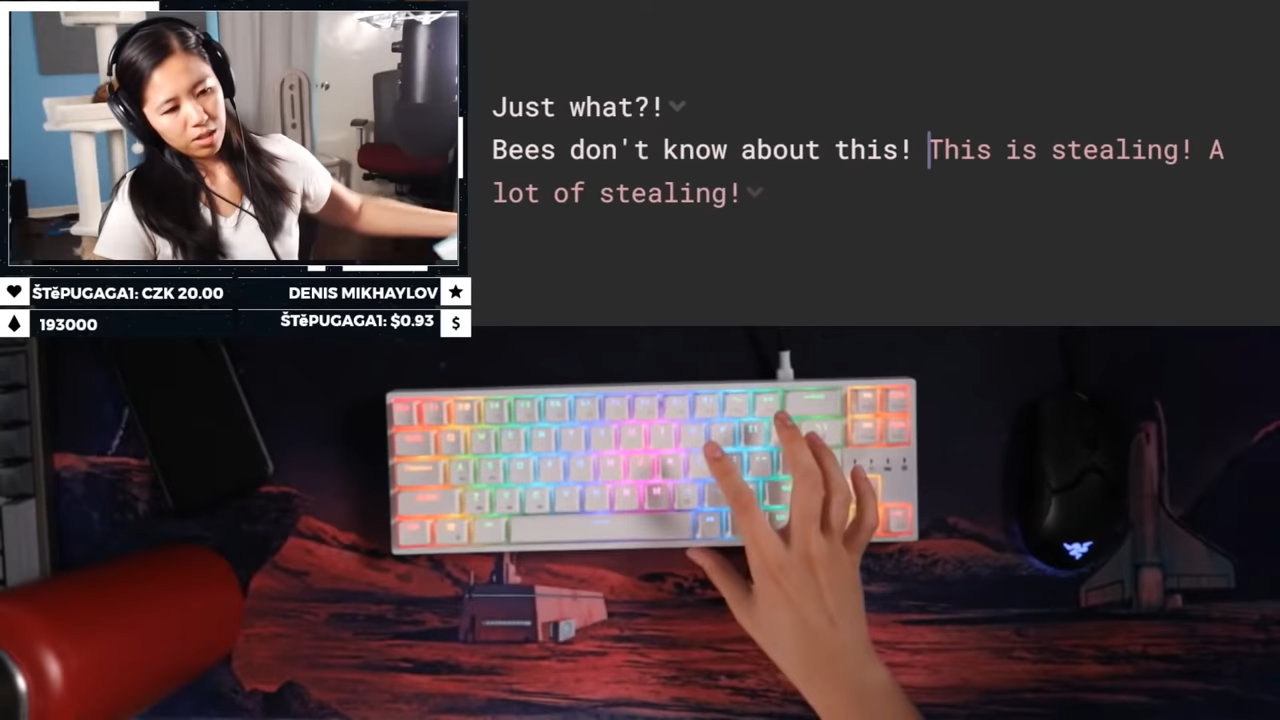 Just what?!
Bees don't know about this! This is stealing! A
lot of stealing!
ŠTěPUGAGA1: CZK 20.00
DENIS MIKHAYLOV
193000
ŠTěPUGAGA1: $0.93
$